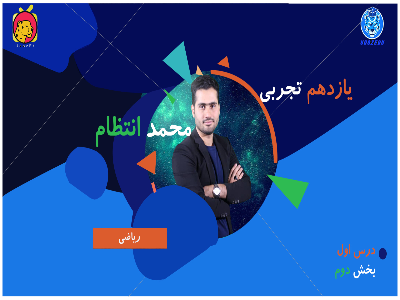 یازدهم تجربی
محمد انتظام
ریاضی
درس اول
بخش دوم